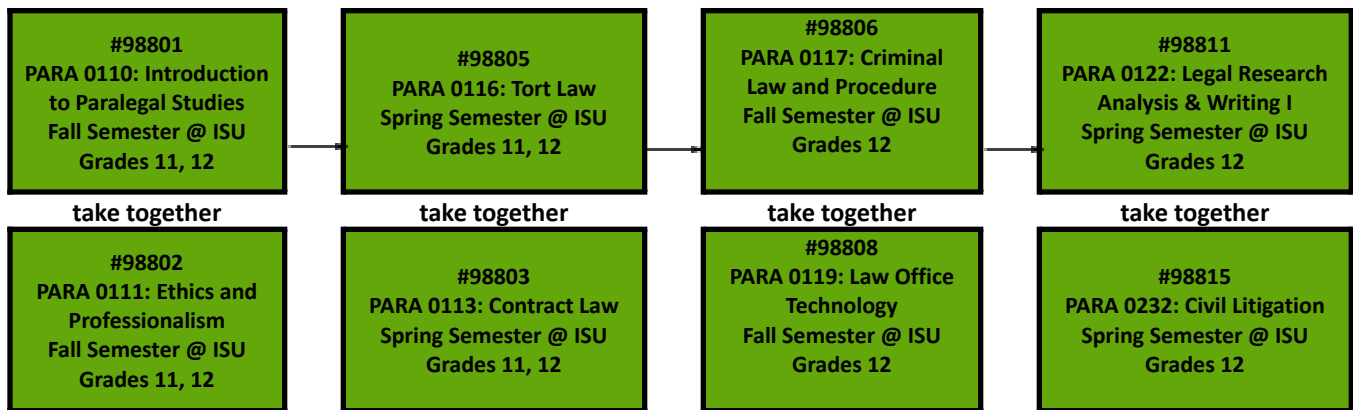 #98801
PARA 0110: Introduction
to Paralegal Studies
Fall Semester @ ISU
Grades 11, 12
#98805
PARA 0116: Tort Law
Spring Semester @ ISU
Grades 11, 12
#98806
PARA 0117: Criminal
Law and Procedure
Fall Semester @ ISU
Grades 12
#98811
PARA 0122: Legal Research
Analysis & Writing I
Spring Semester @ ISU
Grades 12
take together
take together
take together
take together
#98802
PARA 0111: Ethics and
Professionalism
Fall Semester @ ISU
Grades 11, 12
#98803
PARA 0113: Contract Law
Spring Semester @ ISU
Grades 11, 12
#98808
PARA 0119: Law Office
Technology
Fall Semester @ ISU
Grades 12
#98815
PARA 0232: Civil Litigation
Spring Semester @ ISU
Grades 12